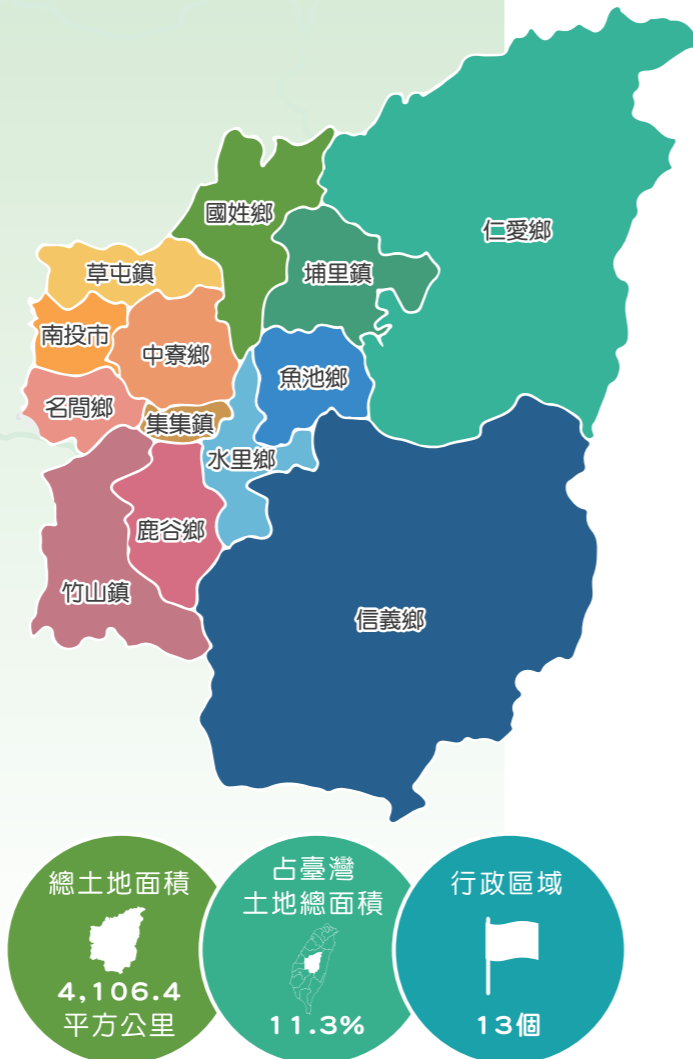 國姓鄉
仁愛鄉
草屯鎮
埔里鎮
南投市
中寮鄉
魚池鄉
名間鄉
集集鎮
水里鄉
鹿谷鄉
竹山鎮
信義鄉
總土地面積
4,106.4
平方公里
占臺灣
土地總面積
11.3%
行政區域
13個